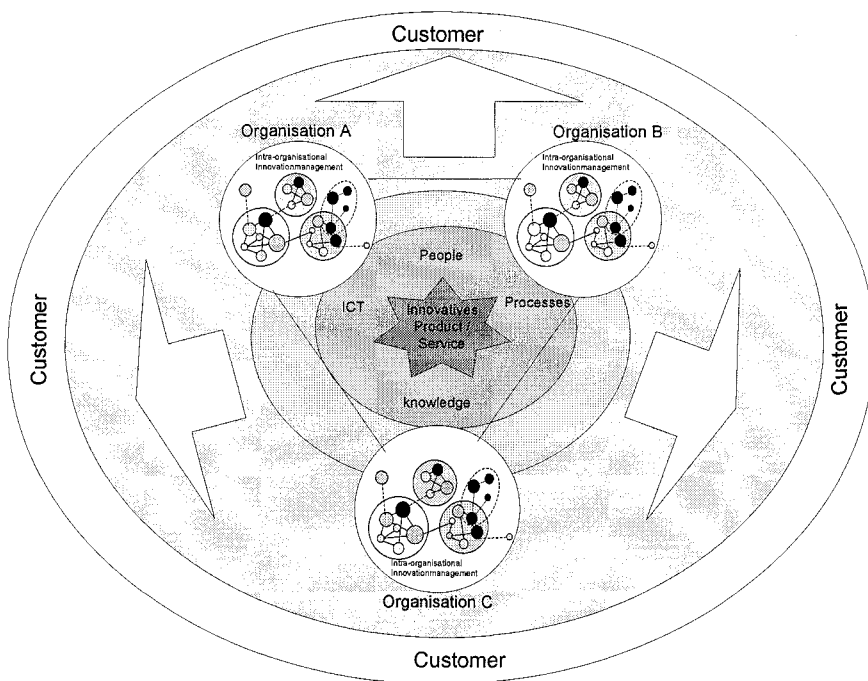 Customer
Organisation A
Organisation B
Intra-organisational
Innovationmanagement
Intra-organisational
Innovationmanagement
People
ICT
Processes
Innovatives
Product /
Service
Customer
Customer
knowledge
Intra-organisational
Innovationmanagement
Organisation C
Customer